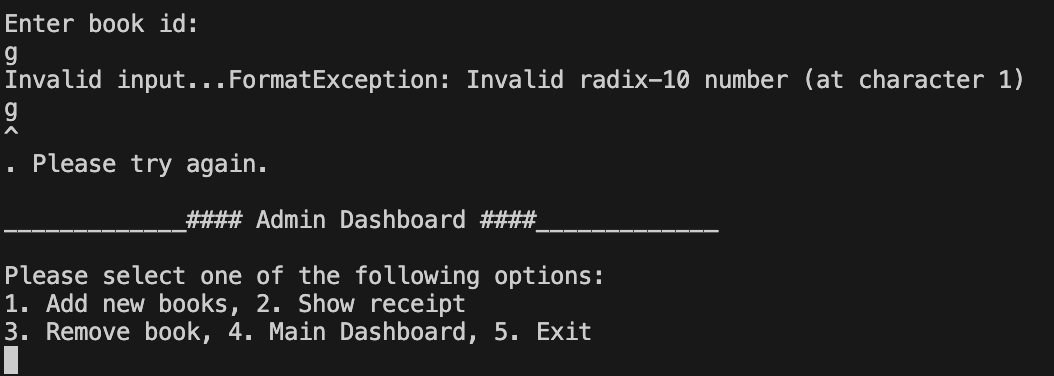 Enter book id:
g
Invalid input...FormatException: Invalid radix-10 number (at character 1)
g
^
. Please try again.
_____________#### Admin Dashboard ####_____________
Please select one of the following options:
1. Add new books, 2. Show receipt
3. Remove book, 4. Main Dashboard, 5. Exit